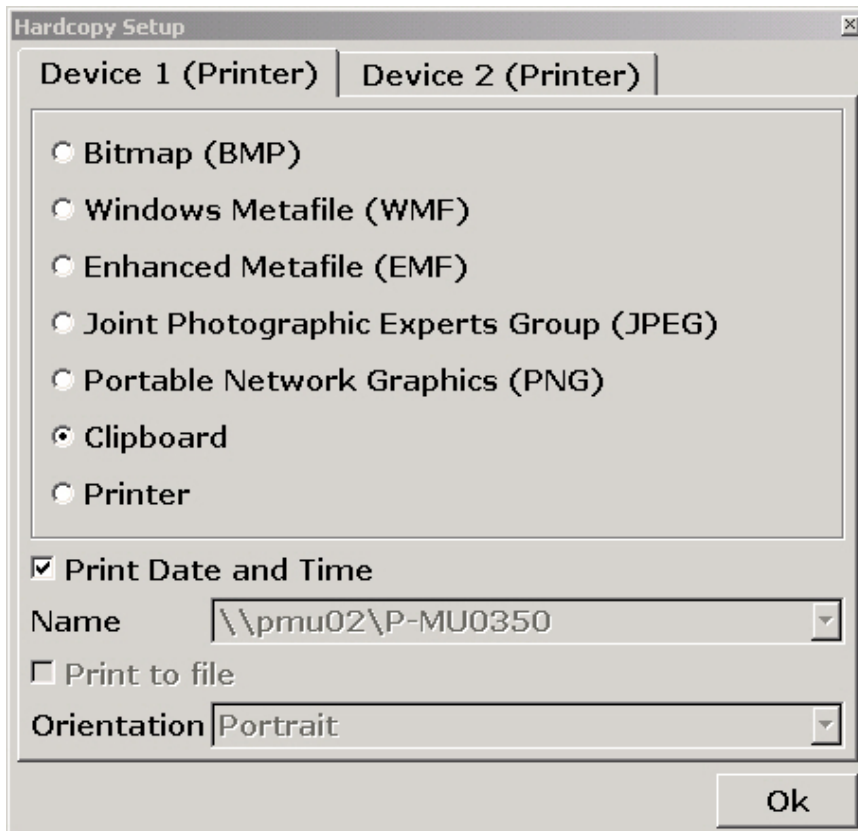 Hardcopy Setup
Device 1 (Printer) Device 2 (Printer)
Bitmap (BMP)
Windows Metafile (WMF)
Enhanced Metafile (EMF)
Joint Photographic Experts Group (JPEG)
Portable Network Graphics (PNG)
Clipboard
Printer
Print Date and Time
Name \\pmu02\P-MU0350
Print to file
Orientation Portrait
Ok